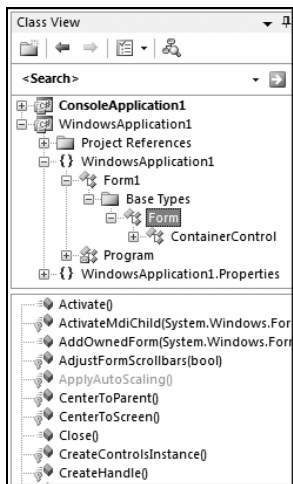 Class View
<Search>
ConsoleApplication1
WindowsApplication1
Project References
{} WindowsApplication1
Form1
Base Types
Form
ContainerControl
Program
{} WindowsApplication1.Properties
Activate()
ActivateMdiChild(System.Windows.For
AddOwnedForm(System.Windows.Forr
AdjustFormScrollbars(bool)
ApplyAutoScaling()
CenterToParent()
CenterToScreen()
Close()
CreateControlsInstance()
CreateHandle()